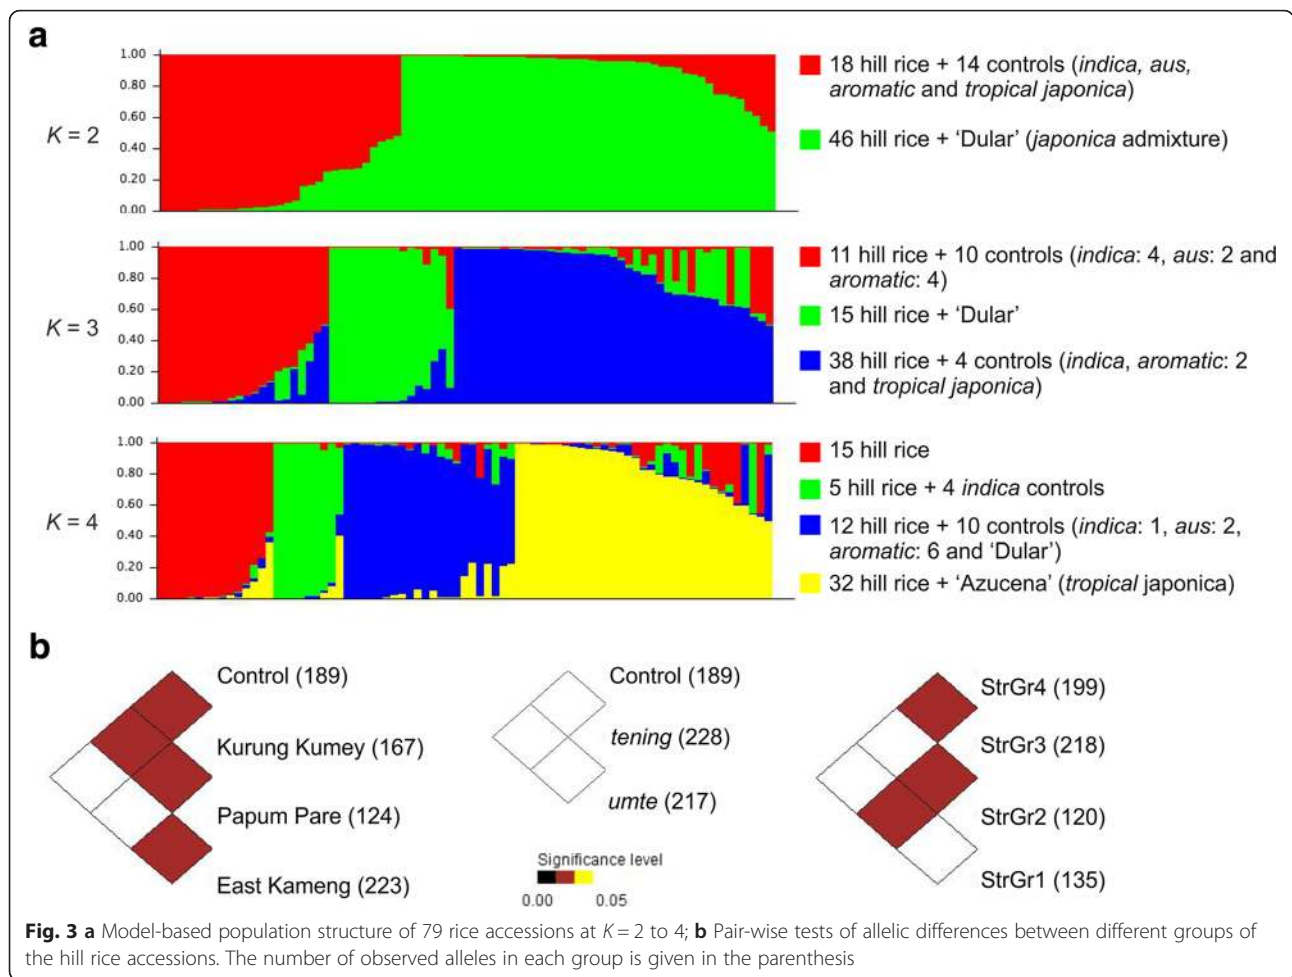 a
1.00
0.80
0.60
0.40
0.20
0.00
K = 2
18 hill rice + 14 controls (indica, aus,
aromatic and tropical japonica)
46 hill rice + ‘Dular’ (japonica admixture)
1.00
0.80
0.60
0.40
0.20
0.00
K = 3
11 hill rice + 10 controls (indica: 4, aus: 2 and
aromatic: 4)
15 hill rice + ‘Dular’
38 hill rice + 4 controls (indica, aromatic: 2
and tropical japonica)
1.00
0.80
0.60
0.40
0.20
0.00
K = 4
15 hill rice
5 hill rice + 4 indica controls
12 hill rice + 10 controls (indica: 1, aus: 2,
aromatic: 6 and ‘Dular’)
32 hill rice + ‘Azucena’ (tropical japonica)
b
Control (189)
Kurung Kumey (167)
Papum Pare (124)
East Kameng (223)
Control (189)
tening (228)
umte (217)
Significance level
0.00 0.05
StrGr4 (199)
StrGr3 (218)
StrGr2 (120)
StrGr1 (135)
Fig. 3 a Model-based population structure of 79 rice accessions at K = 2 to 4; b Pair-wise tests of allelic differences between different groups of
the hill rice accessions. The number of observed alleles in each group is given in the parenthesis